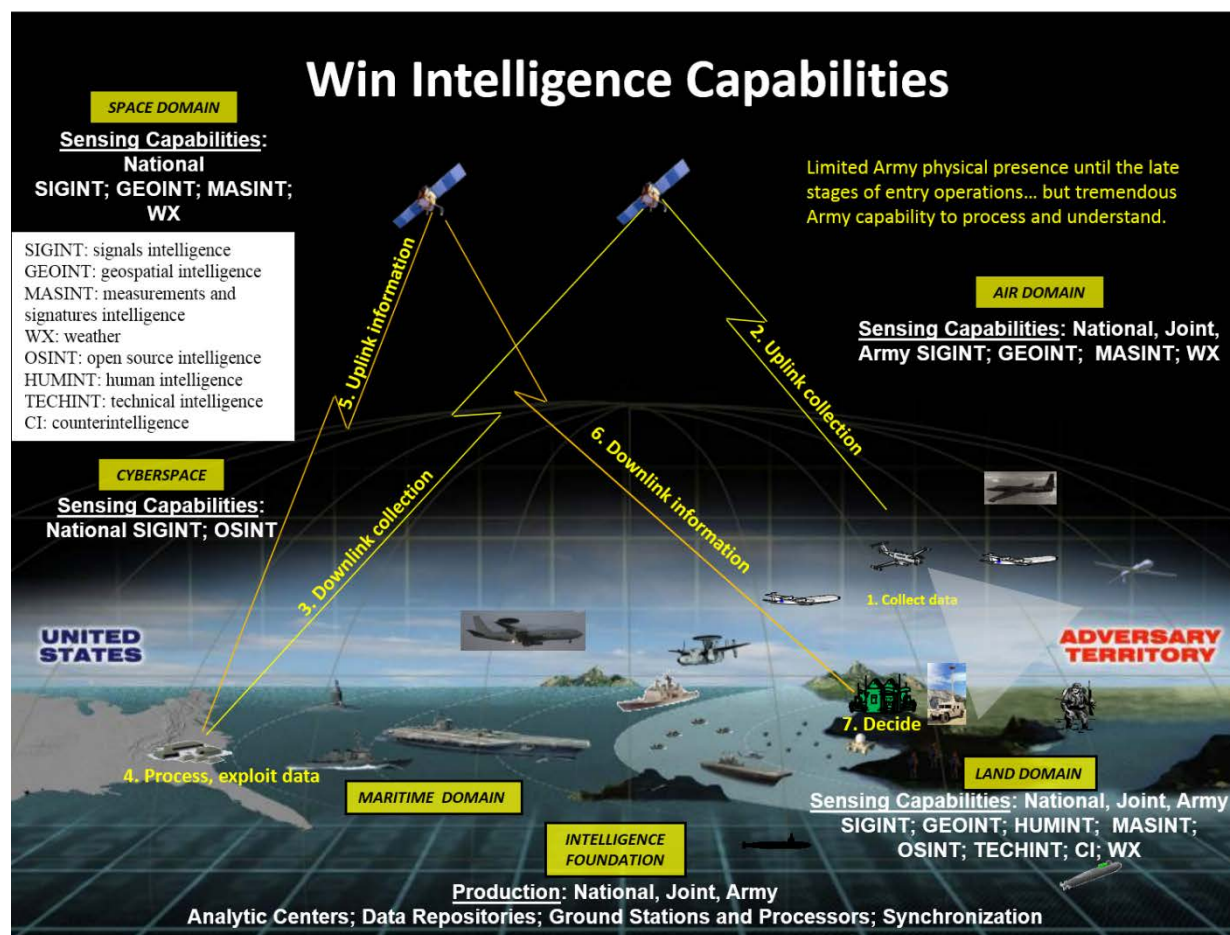 Win Intelligence Capabilities
SPACE DOMAIN
Sensing Capabilities:
National
SIGINT; GEOINT; MASINT;
WX
SIGINT: signals intelligence
GEOINT: geospatial intelligence
MASINT: measurements and
signatures intelligence
WX: weather
OSINT: open source intelligence
HUMINT: human intelligence
TECHINT: technical intelligence
CI: counterintelligence
Limited Army physical presence until the late
stages of entry operations... but tremendous
Army capability to process and understand.
AIR DOMAIN
Sensing Capabilities: National, Joint,
Army SIGINT; GEOINT; MASINT; WX
5. Uplink information
2. Uplink collection
6. Downlink information
3. Downlink collection
CYBERSPACE
Sensing Capabilities:
National SIGINT; OSINT
1. Collect data
UNITED
STATES
ADVERSARY
TERRITORY
7. Decide
4. Process, exploit data
MARITIME DOMAIN
LAND DOMAIN
Sensing Capabilities: National, Joint, Army
SIGINT; GEOINT; HUMINT; MASINT;
OSINT; TECHINT; CI; WX
INTELLIGENCE
FOUNDATION
Production: National, Joint, Army
Analytic Centers; Data Repositories; Ground Stations and Processors; Synchronization